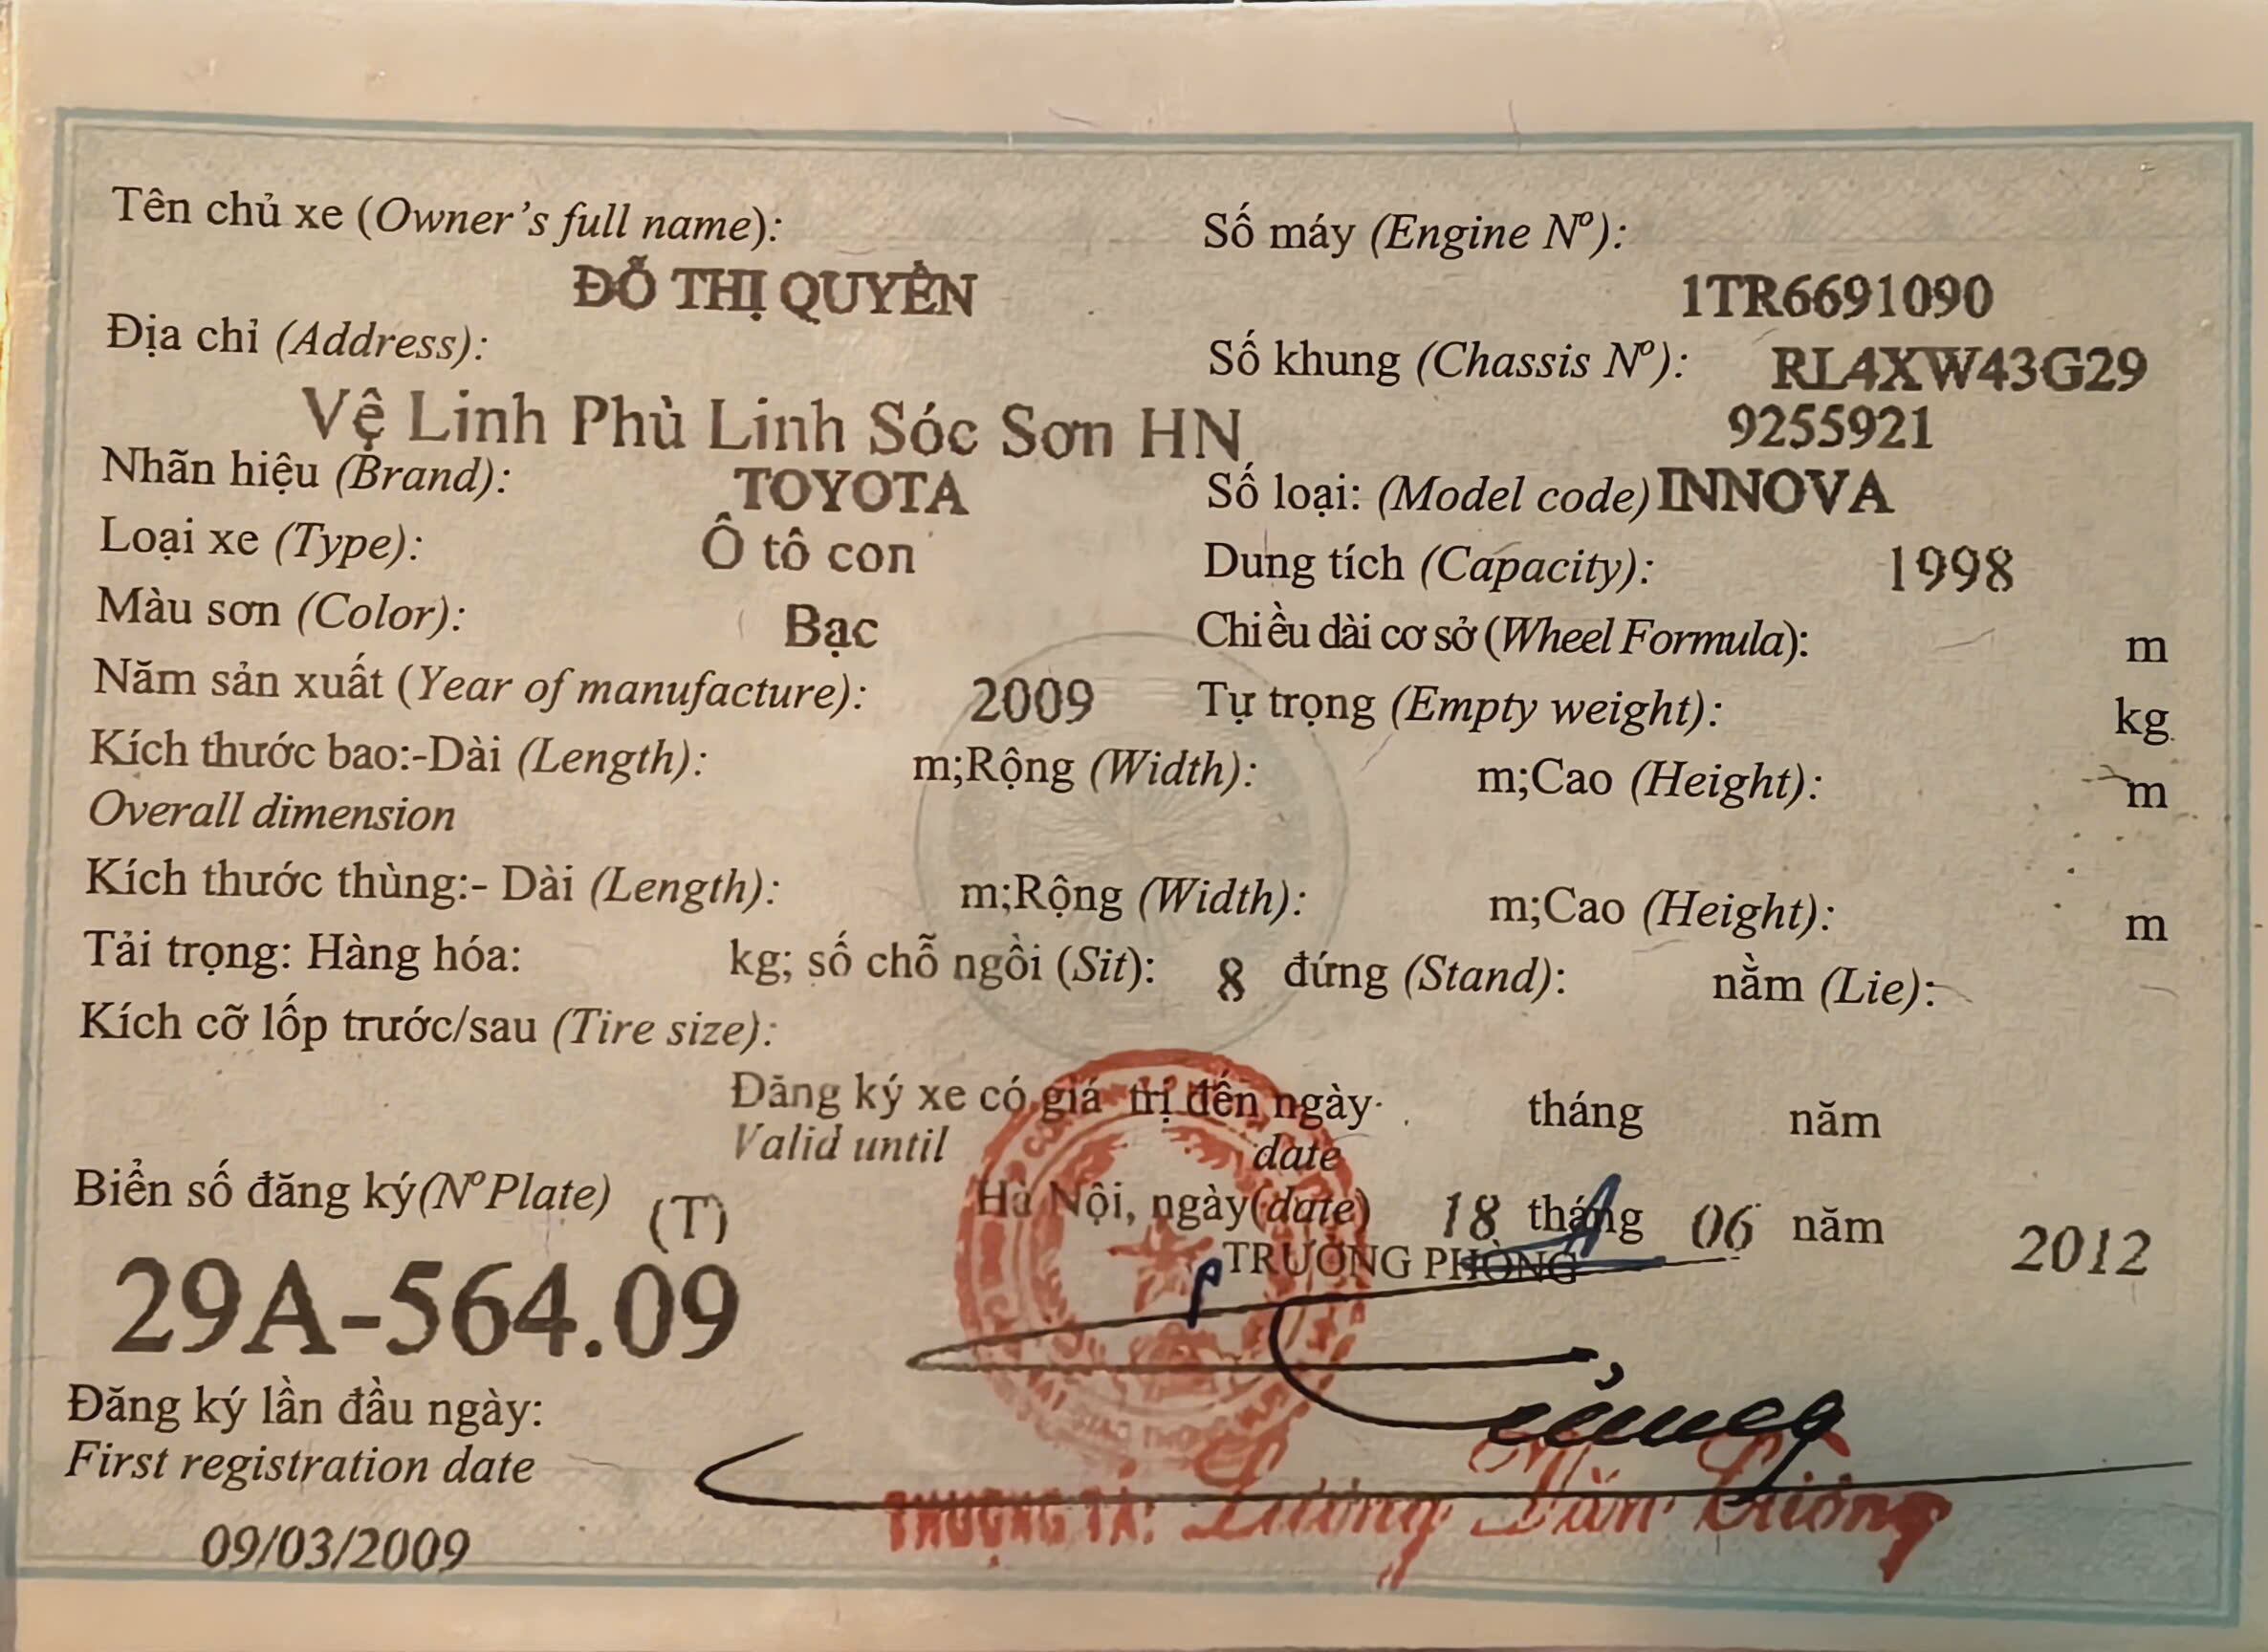 Tên chủ xe (Owner's full name):
ĐỖ THỊ QUYÊN
Địa chỉ (Address):
Vệ Linh Phù Linh Sóc Sơn HN
Nhãn hiệu (Brand): TOYOTA
Loại xe (Type): Ô tô con
Màu sơn (Color): Bạc
Năm sản xuất (Year of manufacture): 2009
Số máy (Engine Nº):
1TR6691090
Số khung (Chassis Nº): RL4XW43G29
9255921
Số loại: (Model code) INNOVA
Dung tích (Capacity): 1998
Chiều dài cơ sở (Wheel Formula): m
Tự trọng (Empty weight): kg
Kích thước bao:-Dài (Length): m;Rộng (Width): m;Cao (Height): m
Overall dimension
Kích thước thùng:- Dài (Length): m;Rộng (Width): m;Cao (Height): m
Tải trọng: Hàng hóa: kg; số chỗ ngồi (Sit): 8 đứng (Stand): nằm (Lie):
Kích cỡ lốp trước/sau (Tire size):
Đăng ký xe có giá trị đến ngày tháng năm
Valid until date
Biển số đăng ký(NºPlate) (T)
29A-564.09
Đăng ký lần đầu ngày:
First registration date
09/03/2009
Hà Nội, ngày(date) 18 tháng 06 năm 2012
TRƯỞNG PHÒNG
THƯỢNG TÁ: